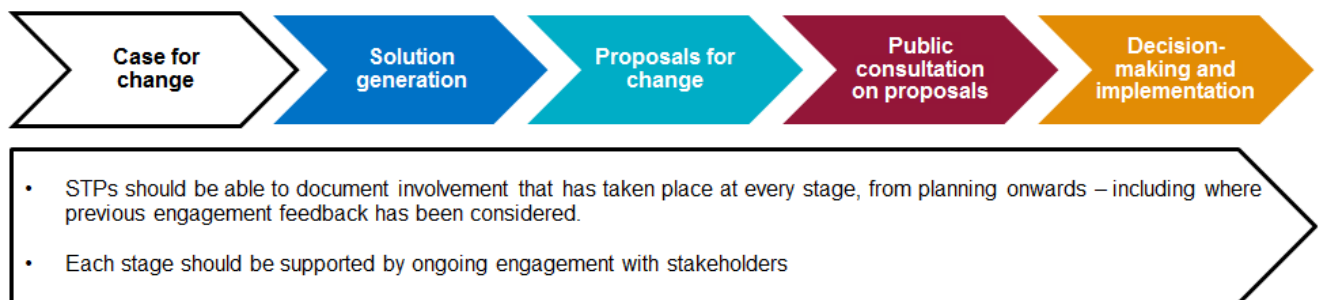 Case for
change
Solution
generation
Proposals for
change
Public
consultation
on proposals
Decision-
making and
implementation
• STPs should be able to document involvement that has taken place at every stage, from planning onwards – including where
previous engagement feedback has been considered.
• Each stage should be supported by ongoing engagement with stakeholders